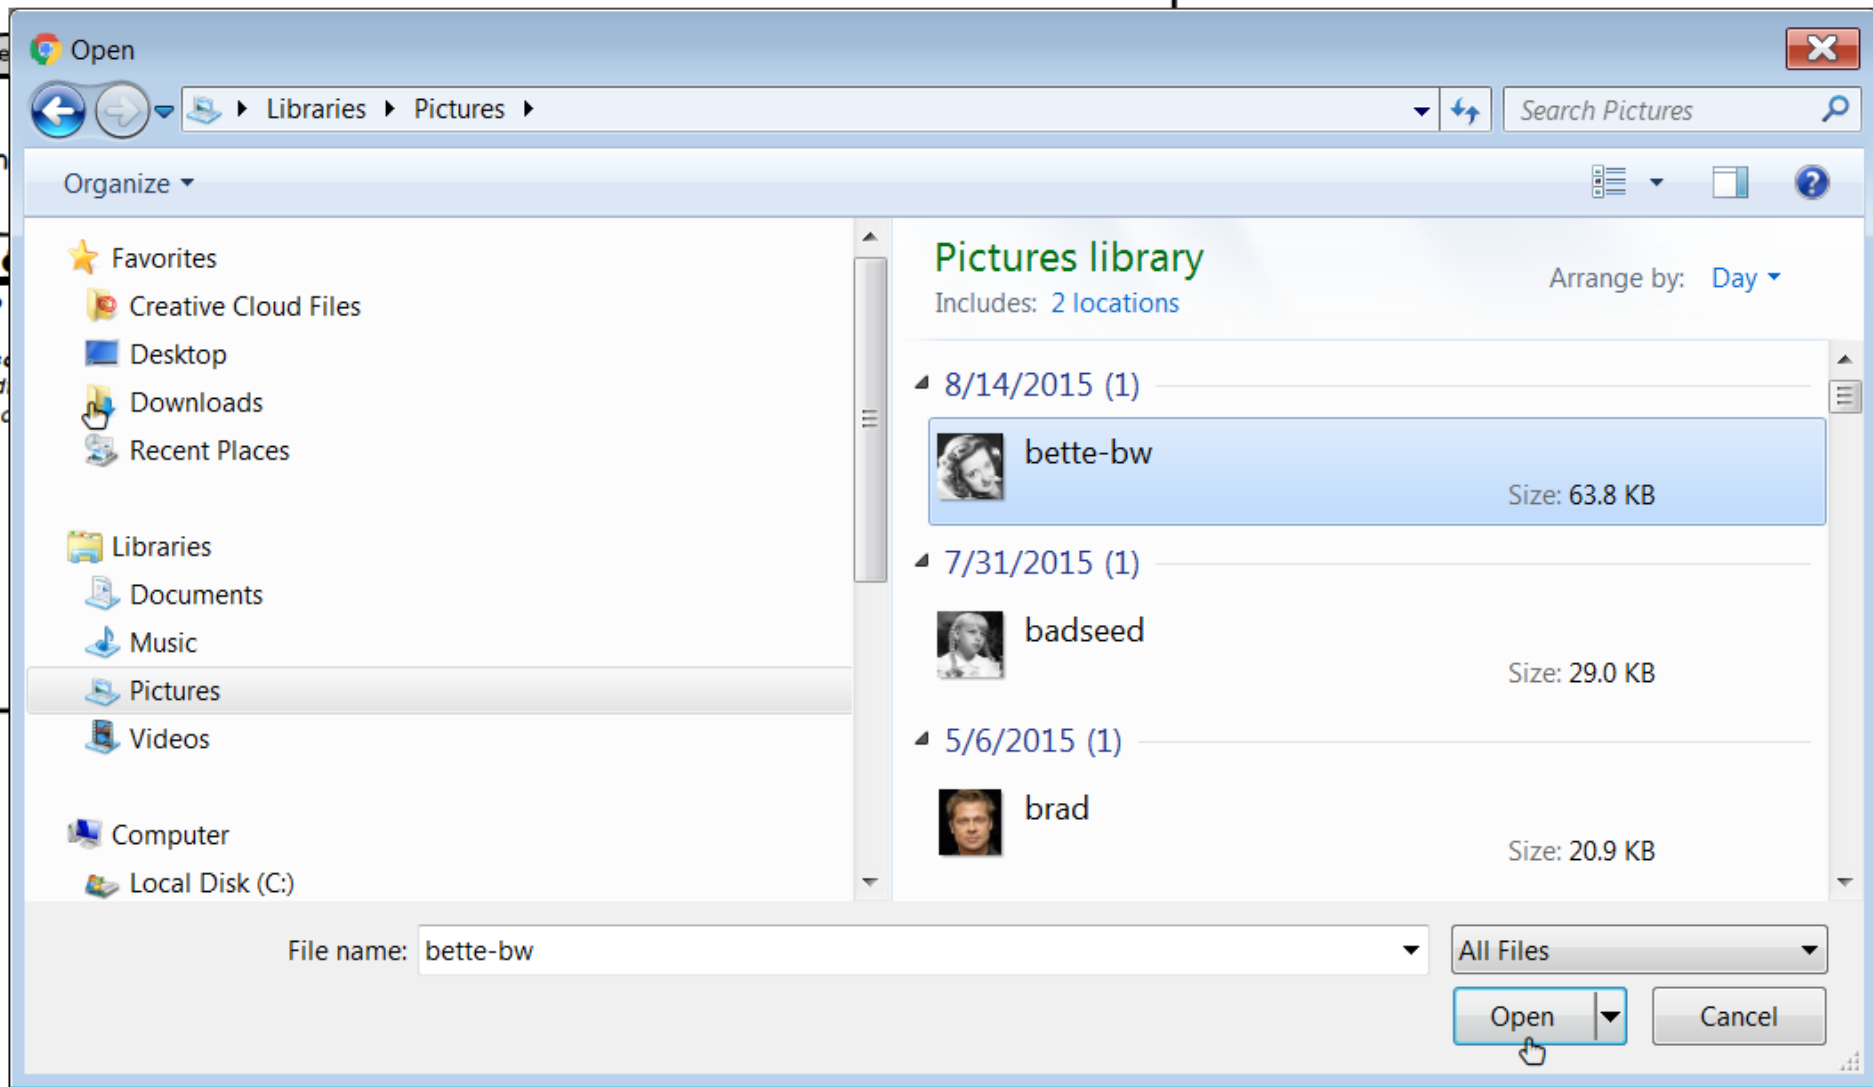 Open
Libraries Pictures
Search Pictures
Organize
Favorites
Creative Cloud Files
Desktop
Downloads
Recent Places
Libraries
Documents
Music
Pictures
Videos
Computer
Local Disk (C:)
Pictures library
Includes: 2 locations
Arrange by: Day
8/14/2015 (1)
bette-bw
Size: 63.8 KB
7/31/2015 (1)
badseed
Size: 29.0 KB
5/6/2015 (1)
brad
Size: 20.9 KB
File name: bette-bw
All Files
Open
Cancel